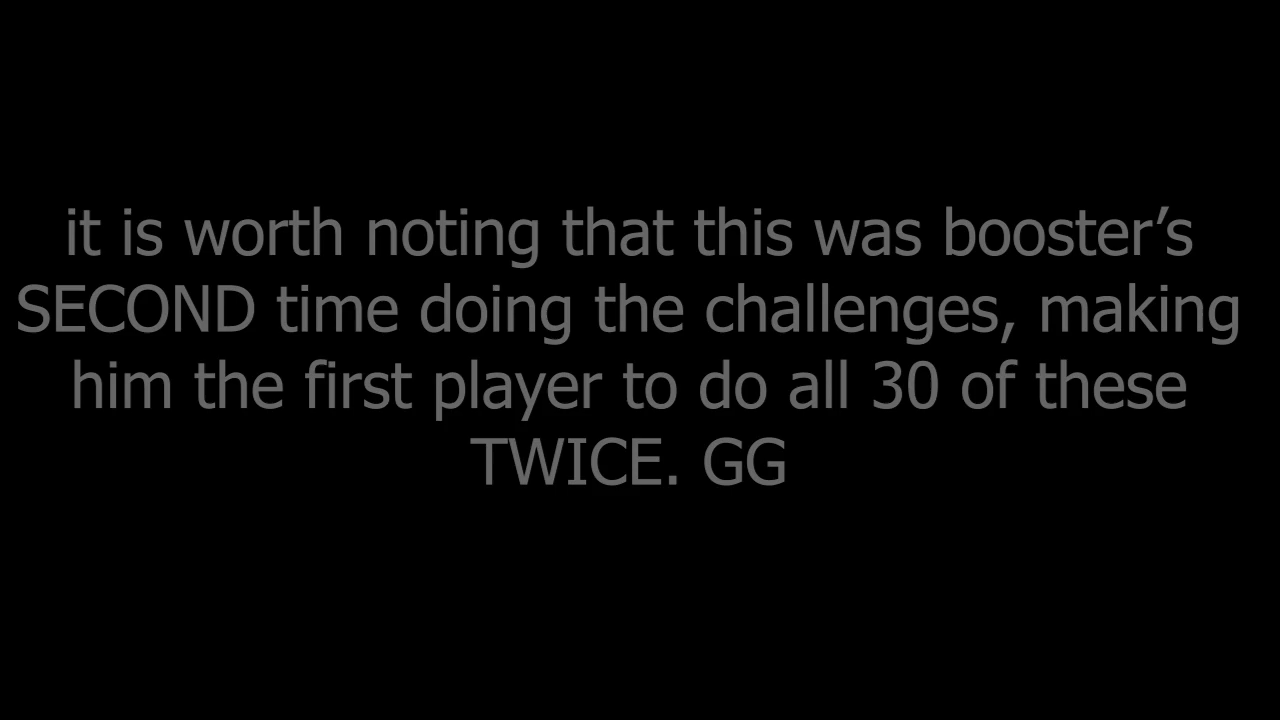 it is worth noting that this was booster’s
SECOND time doing the challenges, making
him the first player to do all 30 of these
TWICE. GG